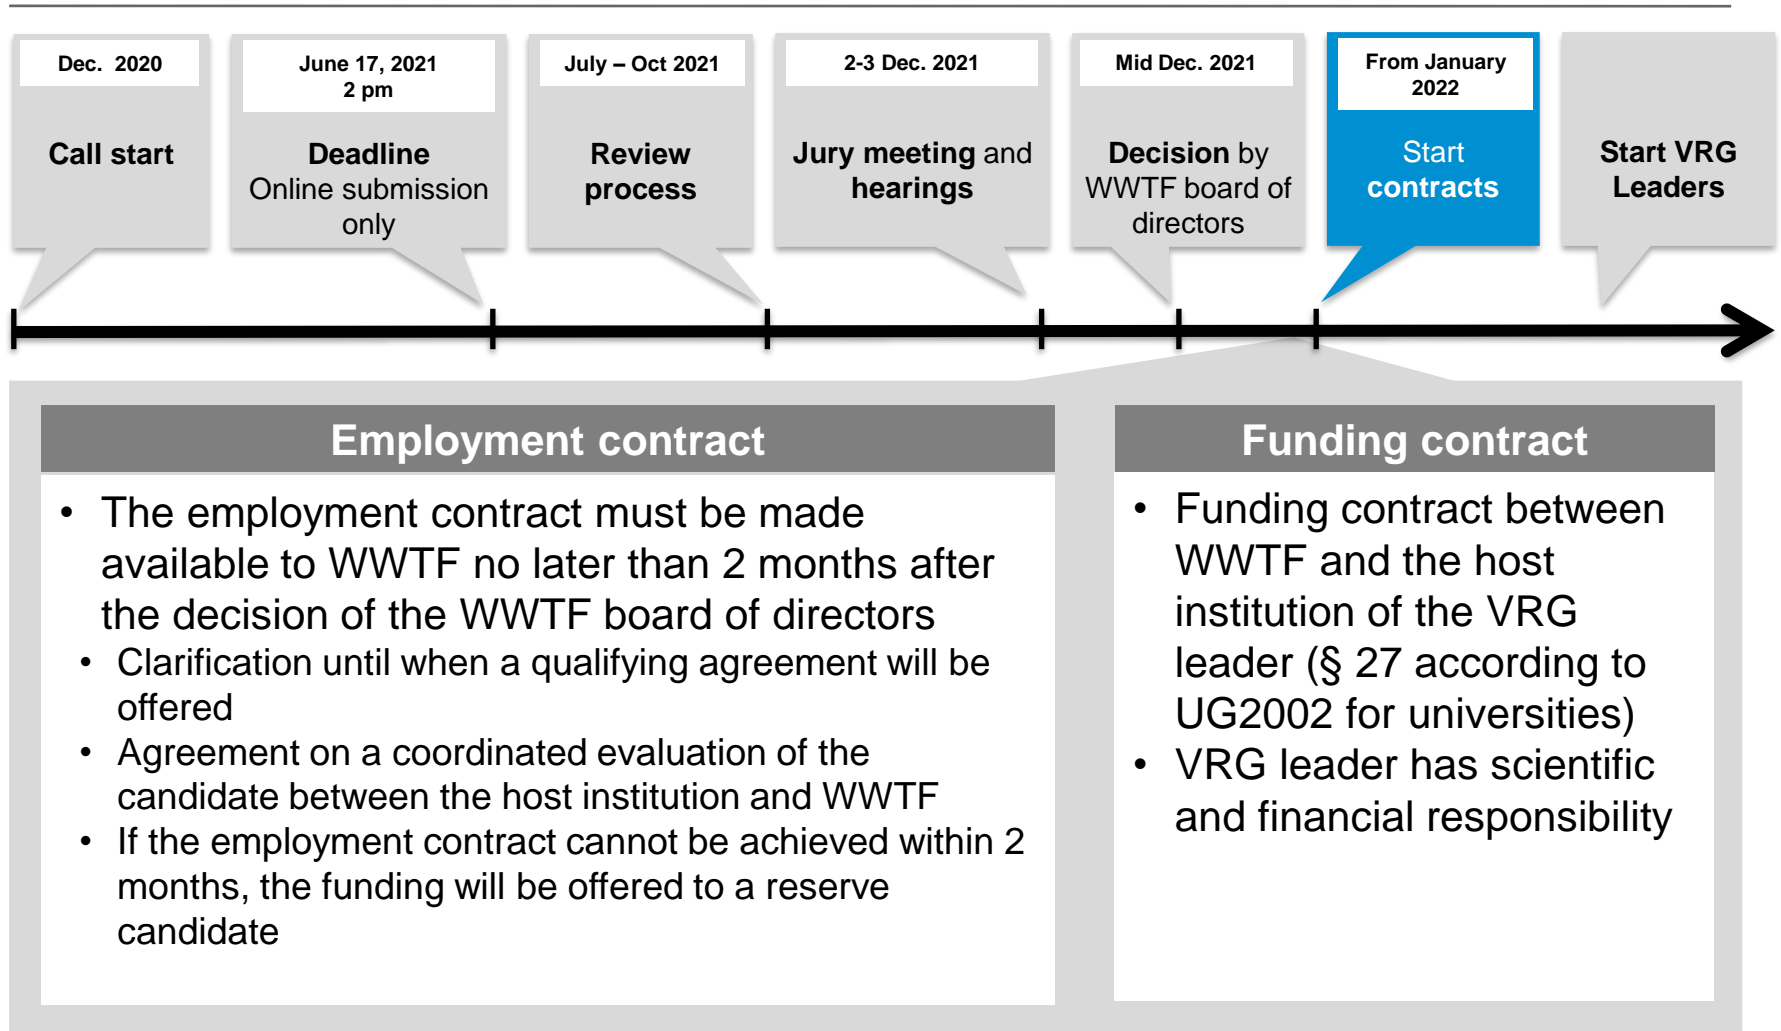 Dec. 2020
Call start
June 17, 2021
2 pm
Deadline
Online submission
only
July – Oct 2021
Review
process
2-3 Dec. 2021
Jury meeting and
hearings
Mid Dec. 2021
Decision by
WWTF board of
directors
From January
2022
Start
contracts
Start VRG
Leaders
Employment contract
• The employment contract must be made
available to WWTF no later than 2 months after
the decision of the WWTF board of directors
• Clarification until when a qualifying agreement will be
offered
• Agreement on a coordinated evaluation of the
candidate between the host institution and WWTF
• If the employment contract cannot be achieved within 2
months, the funding will be offered to a reserve
candidate
Funding contract
• Funding contract between
WWTF and the host
institution of the VRG
leader (§ 27 according to
UG2002 for universities)
• VRG leader has scientific
and financial responsibility